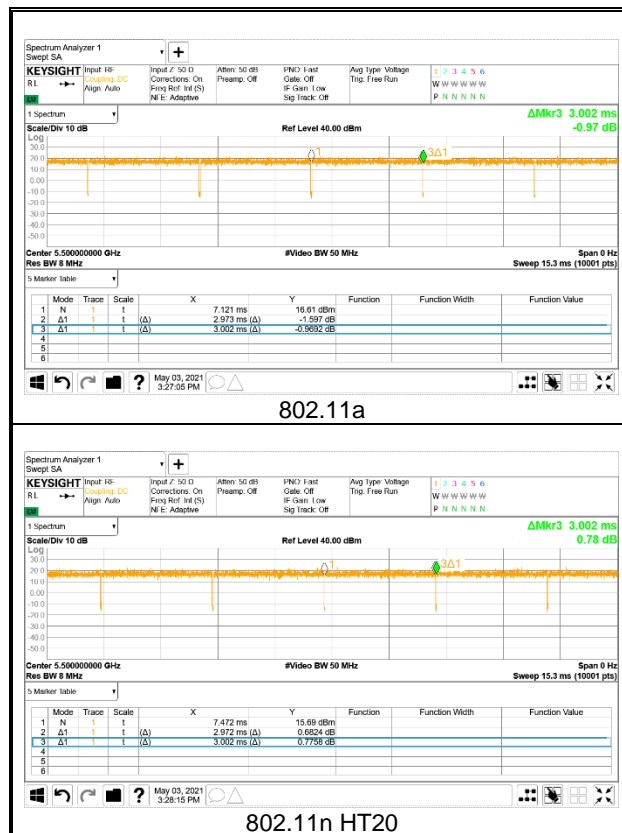 Spectrum Analyzer 1
Swept SA
+
KEYSIGHT Input: RF Input Z: 50 Ω Atten: 50 dB PNO: Fast Avg Type: Voltage 1 2 3 4 5 6
RL Coupling: DC Corrections: On Preamp: Off Gate: Off Trig: Free Run W W W W W W
Align: Auto Freq Ref: Int (S) IF Gain: Low P N N N N N
NFE: Adaptive Sig Track: Off
1 Spectrum ΔMkr3 3.002 ms
Scale/Div 10 dB Ref Level 40.00 dBm -0.97 dB
Log
30.0 1 3Δ1
20.0
10.0
0.00
-10.0
-20.0
-30.0
-40.0
-50.0
Center 5.500000000 GHz #Video BW 50 MHz Span 0 Hz
Res BW 8 MHz Sweep 15.3 ms (10001 pts)
5 Marker Table
Mode Trace Scale X Y Function Function Width Function Value
1 N 1 t 7.121 ms 16.61 dBm
2 Δ1 1 t (Δ) 2.973 ms (Δ) -1.597 dB
3 Δ1 1 t (Δ) 3.002 ms (Δ) -0.9692 dB
4
5
6
? May 03, 2021
3:27:05 PM
802.11a
Spectrum Analyzer 1
Swept SA
+
KEYSIGHT Input: RF Input Z: 50 Ω Atten: 50 dB PNO: Fast Avg Type: Voltage 1 2 3 4 5 6
RL Coupling: DC Corrections: On Preamp: Off Gate: Off Trig: Free Run W W W W W W
Align: Auto Freq Ref: Int (S) IF Gain: Low P N N N N N
NFE: Adaptive Sig Track: Off
1 Spectrum ΔMkr3 3.002 ms
Scale/Div 10 dB Ref Level 40.00 dBm 0.78 dB
Log
30.0
20.0 1 3Δ1
10.0
0.00
-10.0
-20.0
-30.0
-40.0
-50.0
Center 5.500000000 GHz #Video BW 50 MHz Span 0 Hz
Res BW 8 MHz Sweep 15.3 ms (10001 pts)
5 Marker Table
Mode Trace Scale X Y Function Function Width Function Value
1 N 1 t 7.472 ms 15.69 dBm
2 Δ1 1 t (Δ) 2.972 ms (Δ) 0.6824 dB
3 Δ1 1 t (Δ) 3.002 ms (Δ) 0.7758 dB
4
5
6
? May 03, 2021
3:28:15 PM
802.11n HT20